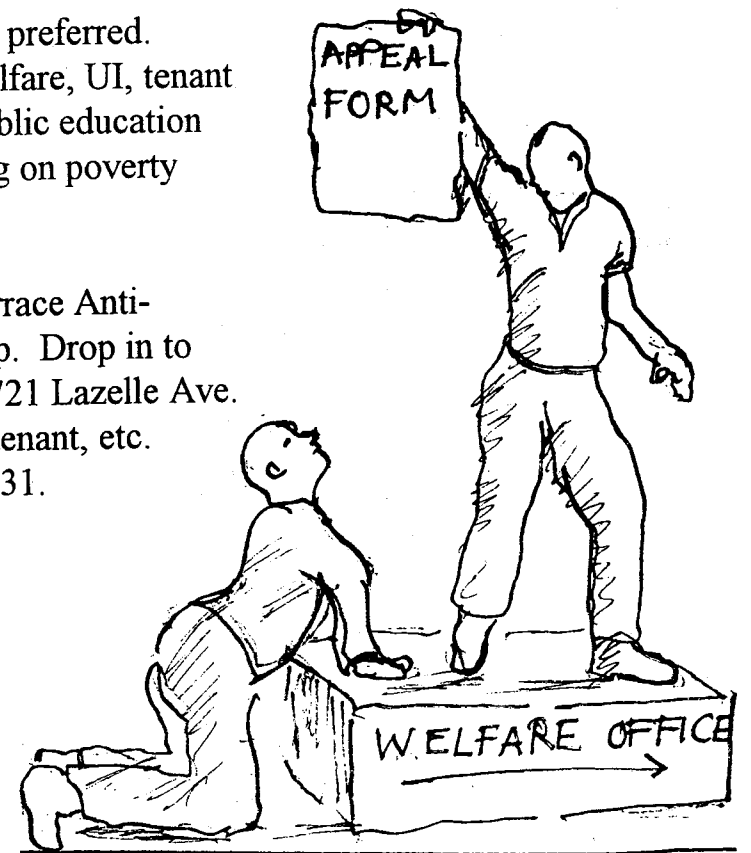 preferred.
lfare, UI, tenant
blic education
g on poverty
rrace Anti-
p. Drop in to
721 Lazelle Ave.
enant, etc.
31.
APPEAL
FORM
WELFARE OFFICE